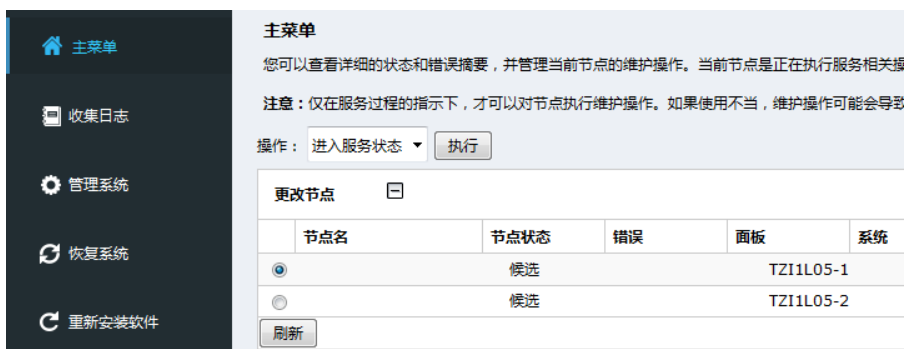 主菜单
收集日志
管理系统
恢复系统
重新安装软件
主菜单
您可以查看详细的状态和错误摘要，并管理当前节点的维护操作。当前节点是正在执行服务相关操
注意：仅在服务过程的指示下，才可以对节点执行维护操作。如果使用不当，维护操作可能会导致
操作： 进入服务状态 执行
更改节点
节点名 节点状态 错误 面板 系统
候选 TZI1L05-1
候选 TZI1L05-2
刷新